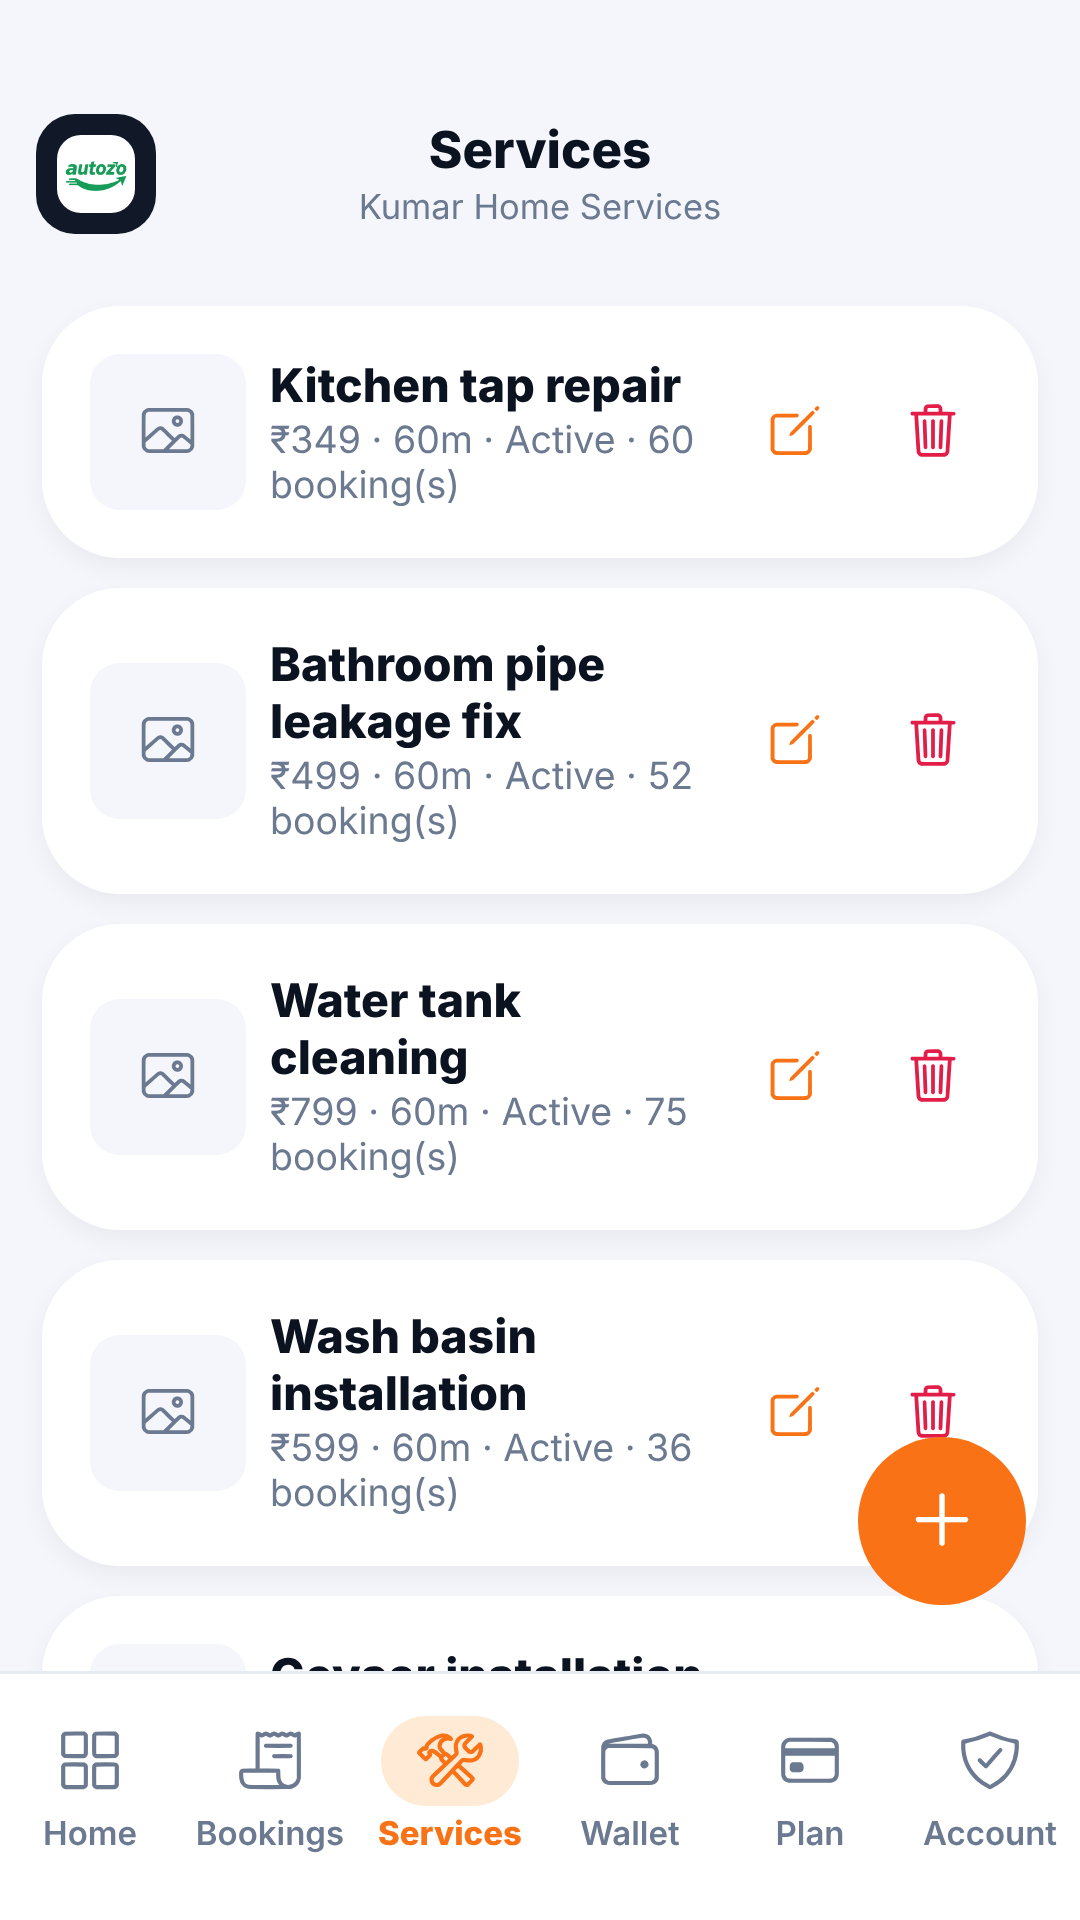 autozo
Services
Kumar Home Services
Kitchen tap repair
₹349 · 60m · Active · 60
booking(s)
Bathroom pipe
leakage fix
₹499 · 60m · Active · 52
booking(s)
Water tank
cleaning
₹799 · 60m · Active · 75
booking(s)
Wash basin
installation
₹599 · 60m · Active · 36
booking(s)
Geyser installation
Home
Bookings
Services
Wallet
Plan
Account